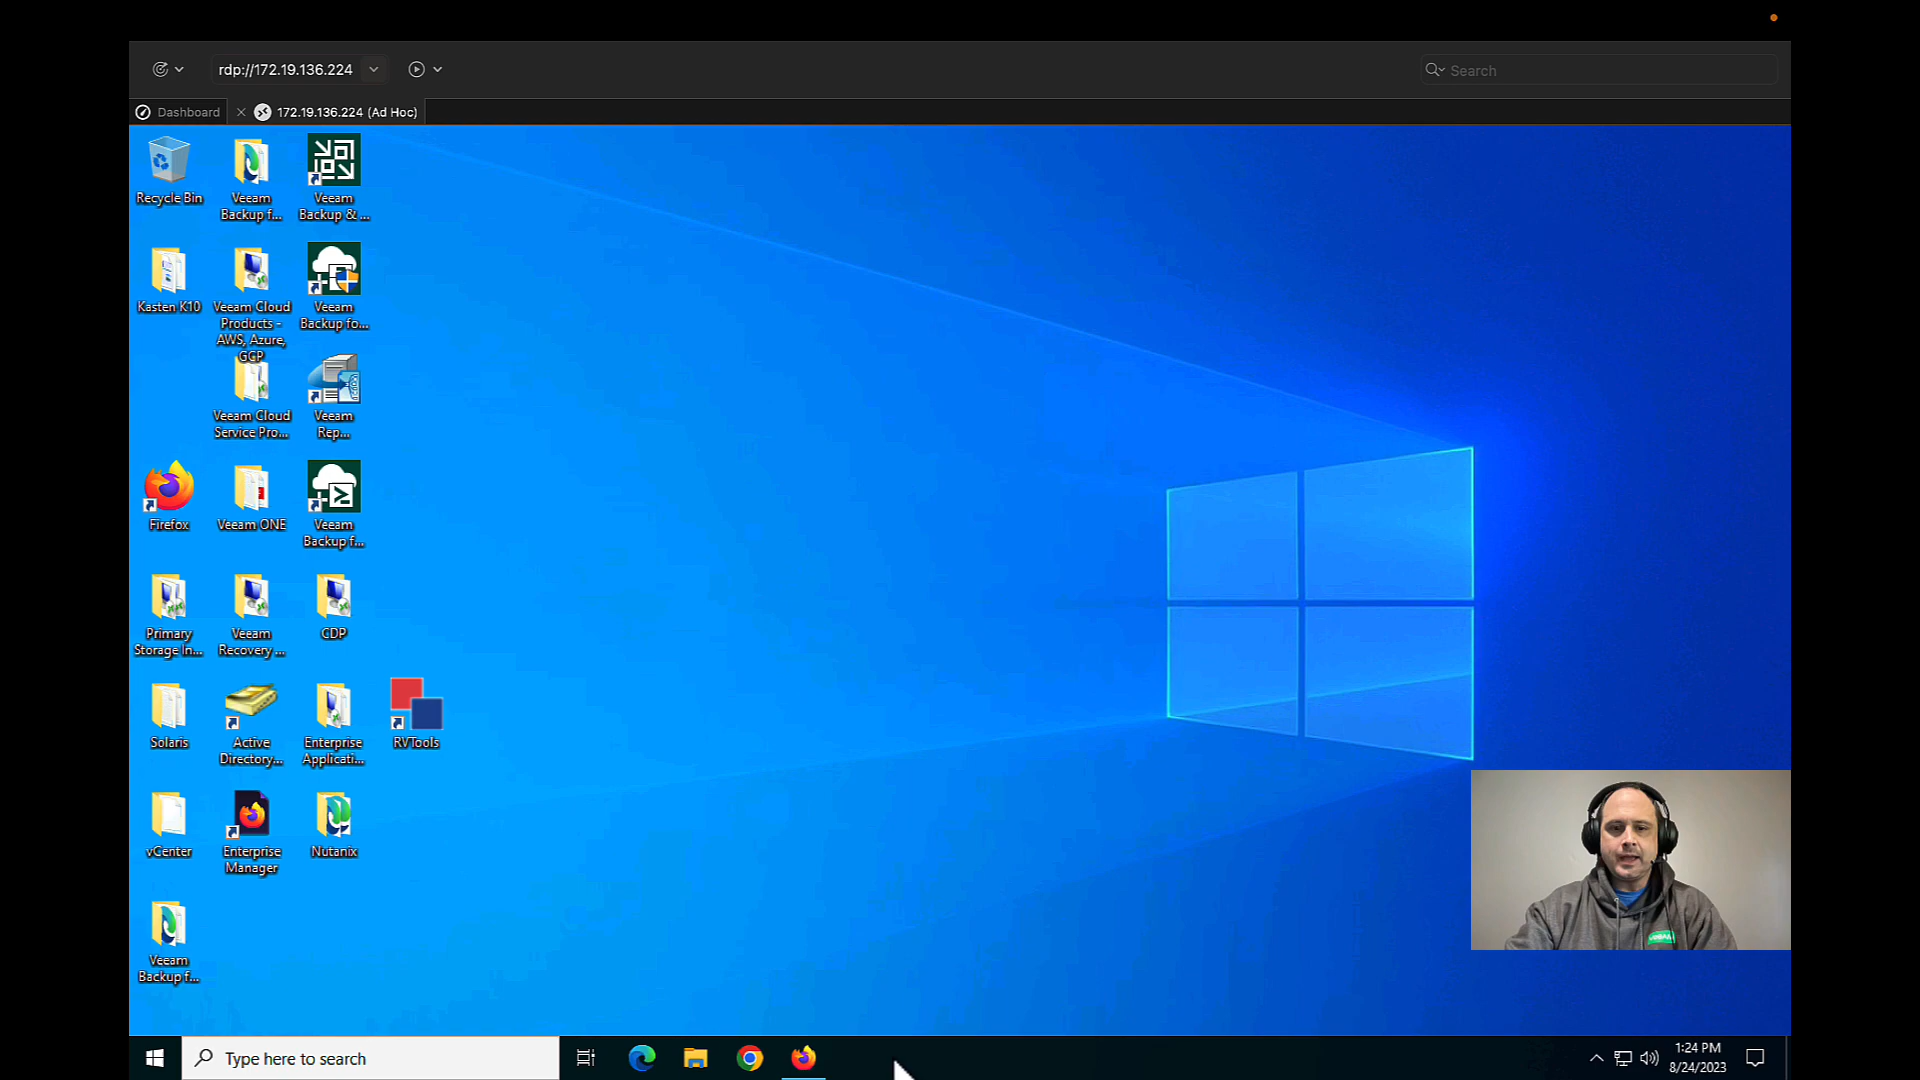 rdp://172.19.136.224
Search
Dashboard
172.19.136.224 (Ad Hoc)
Recycle Bin
Veeam
Backup f...
Veeam
Backup & ...
Kasten K10
Veeam Cloud
Products -
AWS, Azure,
GCP
Veeam
Backup fo...
Veeam Cloud
Service Pro...
Veeam
Rep...
Firefox
Veeam ONE
Veeam
Backup f...
Primary
Storage In...
Veeam
Recovery ...
CDP
Solaris
Active
Directory...
Enterprise
Applicati...
RVTools
vCenter
Enterprise
Manager
Nutanix
Veeam
Backup f...
Type here to search
1:24 PM
8/24/2023